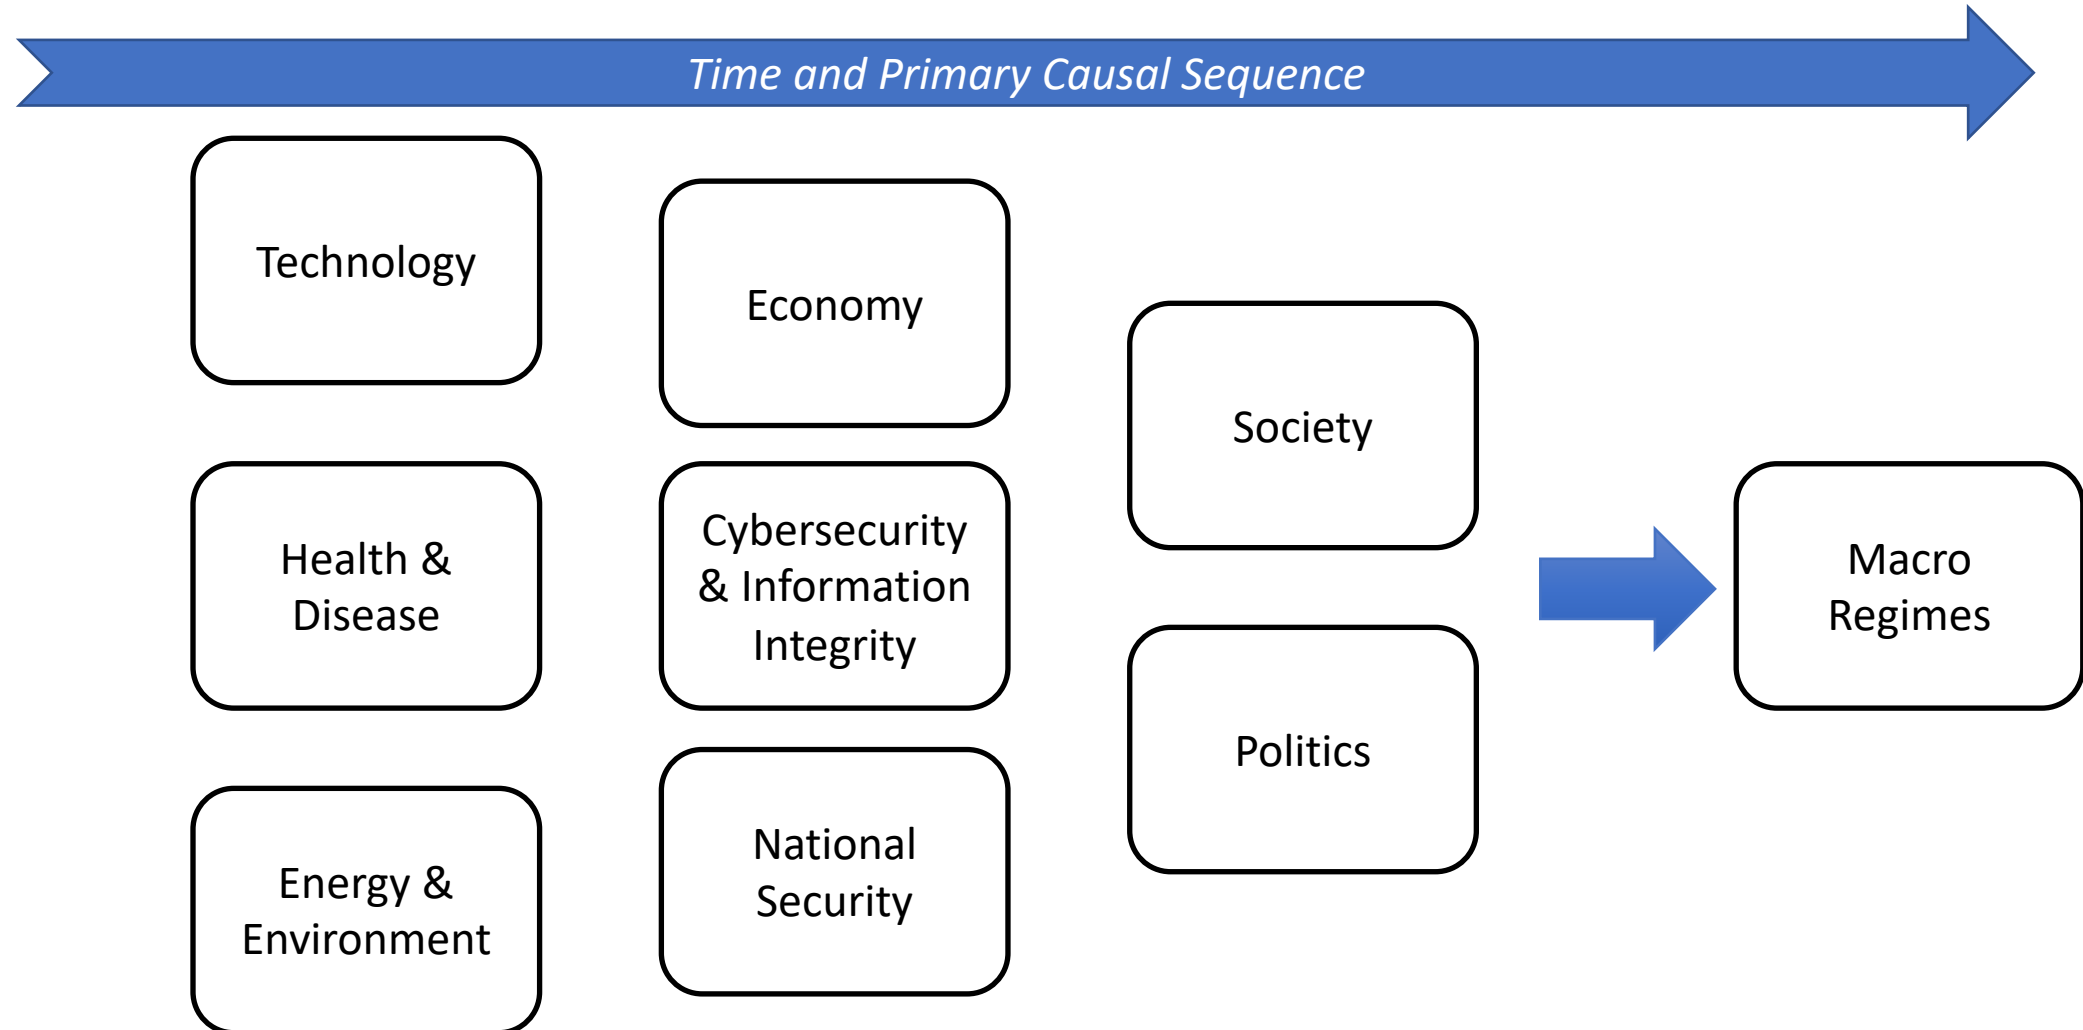 Time and Primary Causal Sequence
Technology
Health &
Disease
Energy &
Environment
Economy
Cybersecurity
& Information
Integrity
National
Security
Society
Politics
Macro
Regimes